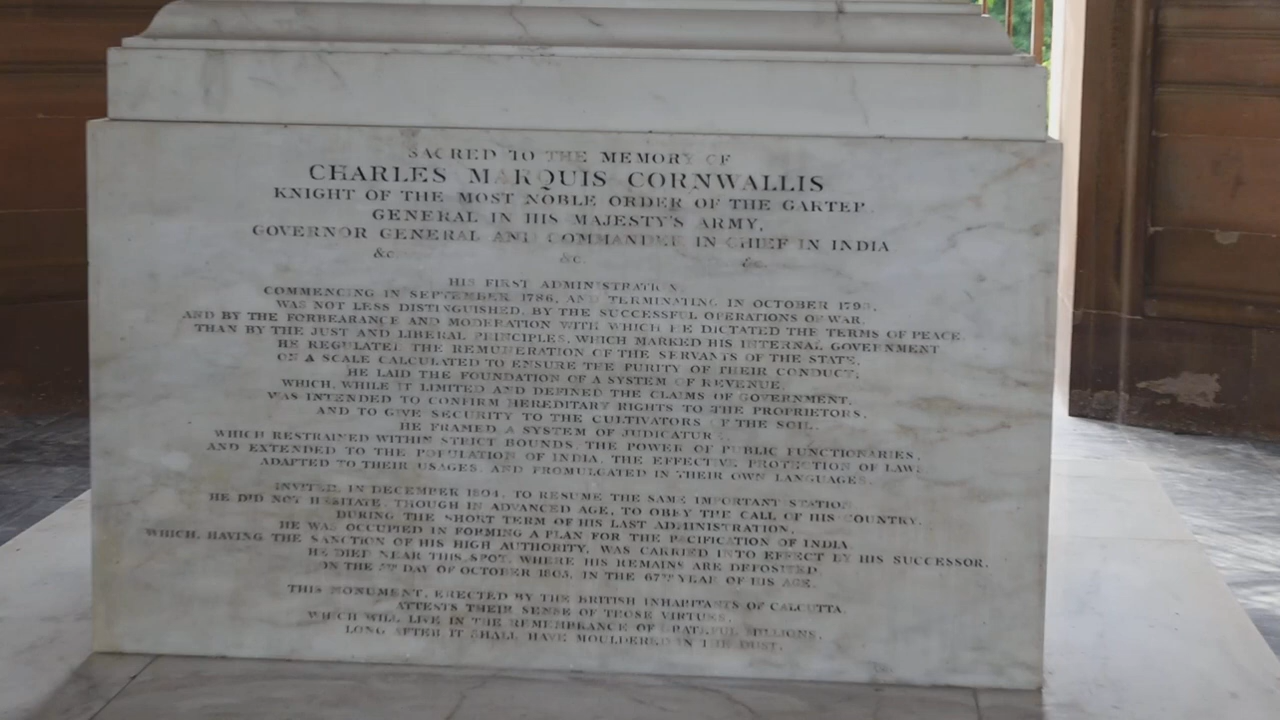 SACRED TO THE MEMORY OF
CHARLES MARQUIS CORNWALLIS
KNIGHT OF THE MOST NOBLE ORDER OF THE GARTER
GENERAL IN HIS MAJESTY'S ARMY,
GOVERNOR GENERAL AND COMMANDER IN CHIEF IN INDIA
&c. &c. &c.
HIS FIRST ADMINISTRATION,
COMMENCING IN SEPTEMBER 1786, AND TERMINATING IN OCTOBER 1793,
WAS NOT LESS DISTINGUISHED, BY THE SUCCESSFUL OPERATIONS OF WAR,
AND BY THE FORBEARANCE AND MODERATION WITH WHICH HE DICTATED THE TERMS OF PEACE,
THAN BY THE JUST AND LIBERAL PRINCIPLES, WHICH MARKED HIS INTERNAL GOVERNMENT
HE REGULATED THE REMUNERATION OF THE SERVANTS OF THE STATE,
ON A SCALE CALCULATED TO ENSURE THE PURITY OF THEIR CONDUCT;
HE LAID THE FOUNDATION OF A SYSTEM OF REVENUE,
WHICH, WHILE IT LIMITED AND DEFINED THE CLAIMS OF GOVERNMENT,
WAS INTENDED TO CONFIRM HEREDITARY RIGHTS TO THE PROPRIETORS,
AND TO GIVE SECURITY TO THE CULTIVATORS OF THE SOIL.
HE FRAMED A SYSTEM OF JUDICATURE,
WHICH RESTRAINED WITHIN STRICT BOUNDS, THE POWER OF PUBLIC FUNCTIONARIES,
AND EXTENDED TO THE POPULATION OF INDIA, THE EFFECTIVE PROTECTION OF LAWS
ADAPTED TO THEIR USAGES, AND PROMULGATED IN THEIR OWN LANGUAGES.
INVITED, IN DECEMBER 1804, TO RESUME THE SAME IMPORTANT STATION,
HE DID NOT HESITATE, THOUGH IN ADVANCED AGE, TO OBEY THE CALL OF HIS COUNTRY.
DURING THE SHORT TERM OF HIS LAST ADMINISTRATION,
HE WAS OCCUPIED IN FORMING A PLAN FOR THE PACIFICATION OF INDIA
WHICH, HAVING THE SANCTION OF HIS HIGH AUTHORITY, WAS CARRIED INTO EFFECT BY HIS SUCCESSOR.
HE DIED NEAR THIS SPOT, WHERE HIS REMAINS ARE DEPOSITED
ON THE 5TH DAY OF OCTOBER 1805, IN THE 67TH YEAR OF HIS AGE.
THIS MONUMENT, ERECTED BY THE BRITISH INHABITANTS OF CALCUTTA
ATTESTS THEIR SENSE OF THOSE VIRTUES,
WHICH WILL LIVE IN THE REMEMBRANCE OF GRATEFUL MILLIONS,
LONG AFTER IT SHALL HAVE MOULDERED IN THE DUST.